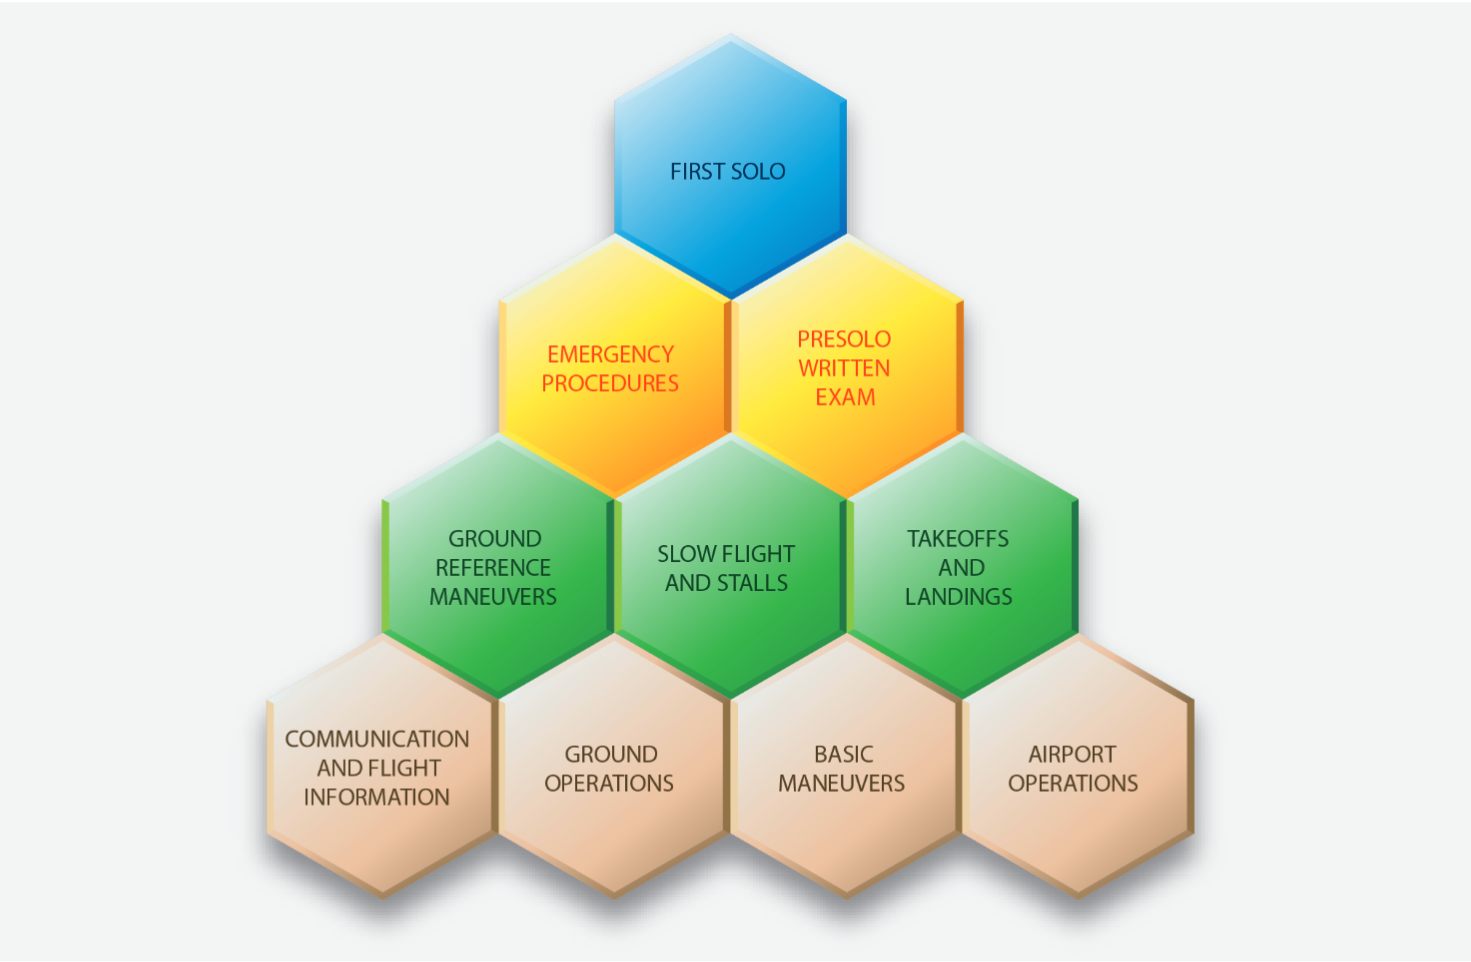 FIRST SOLO
EMERGENCY
PROCEDURES
PRESOLO
WRITTEN
EXAM
GROUND
REFERENCE
MANEUVERS
SLOW FLIGHT
AND STALLS
TAKEOFFS
AND
LANDINGS
COMMUNICATION
AND FLIGHT
INFORMATION
GROUND
OPERATIONS
BASIC
MANEUVERS
AIRPORT
OPERATIONS